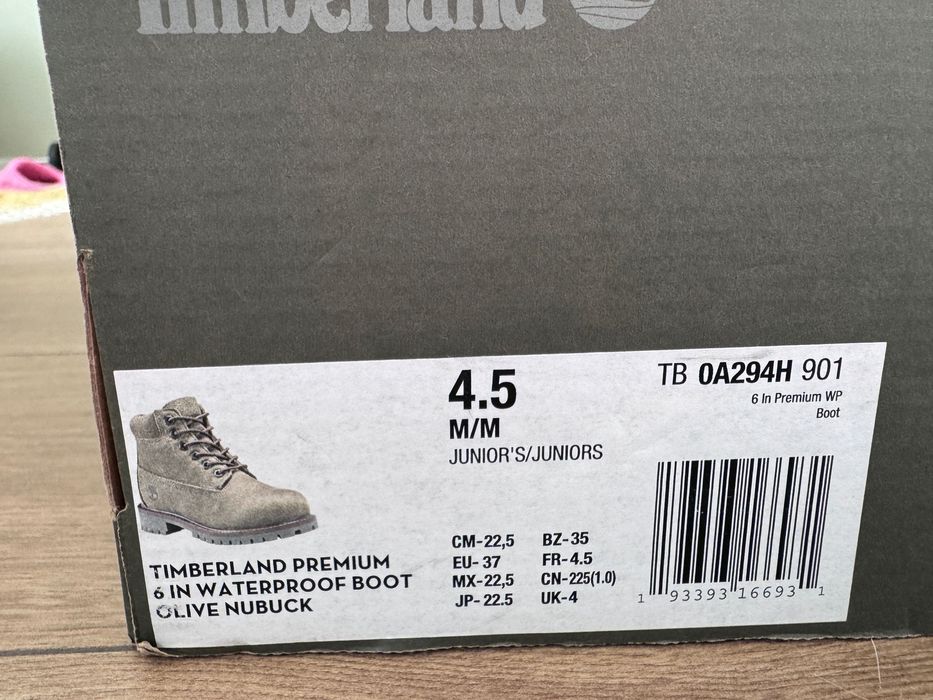 Timberland
4.5
M/M
JUNIOR'S/JUNIORS
TB 0A294H 901
6 In Premium WP
Boot
TIMBERLAND PREMIUM
6 IN WATERPROOF BOOT
OLIVE NUBUCK
CM-22,5 BZ-35
EU- 37 FR-4.5
MX-22,5 CN-225(1.0)
JP- 22.5 UK-4
1 93393 16693 1